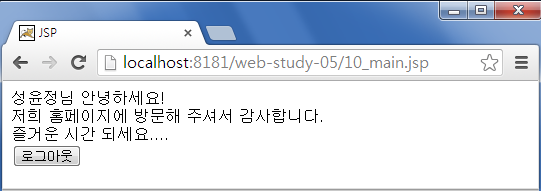 JSP
localhost:8181/web-study-05/10_main.jsp
성윤정님 안녕하세요!
저희 홈페이지에 방문해 주셔서 감사합니다.
즐거운 시간 되세요....
로그아웃